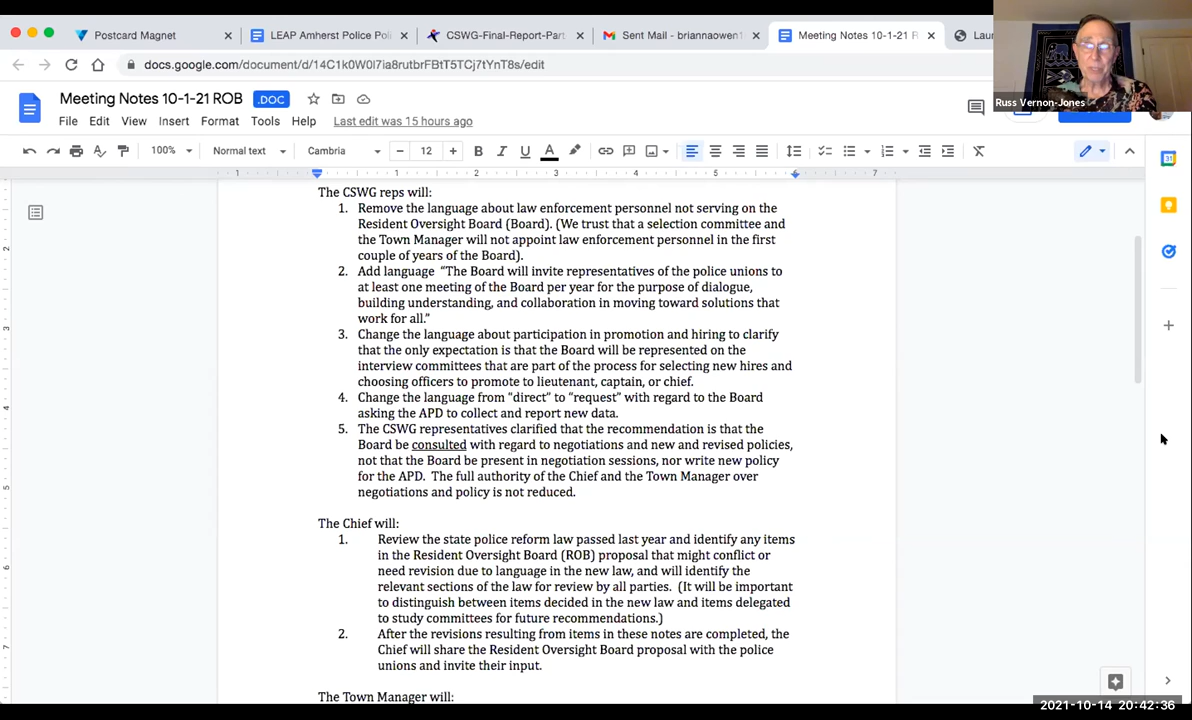 Postcard Magnet
LEAP Amherst Police Poli
CSWG-Final-Report-Part
Sent Mail - briannaowen1
Meeting Notes 10-1-21 R
Laur
docs.google.com/document/d/14C1k0W0I7ia8rutbrFBtT5TCj7tYnT8s/edit
Russ Vernon-Jones
Meeting Notes 10-1-21 ROB
.DOC
File Edit View Insert Format Tools Help Last edit was 15 hours ago
100% Normal text Cambria 12
1 1 2 3 4 5 6 7
The CSWG reps will:
1. Remove the language about law enforcement personnel not serving on the
Resident Oversight Board (Board). (We trust that a selection committee and
the Town Manager will not appoint law enforcement personnel in the first
couple of years of the Board).
2. Add language “The Board will invite representatives of the police unions to
at least one meeting of the Board per year for the purpose of dialogue,
building understanding, and collaboration in moving toward solutions that
work for all.”
3. Change the language about participation in promotion and hiring to clarify
that the only expectation is that the Board will be represented on the
interview committees that are part of the process for selecting new hires and
choosing officers to promote to lieutenant, captain, or chief.
4. Change the language from “direct” to “request” with regard to the Board
asking the APD to collect and report new data.
5. The CSWG representatives clarified that the recommendation is that the
Board be consulted with regard to negotiations and new and revised policies,
not that the Board be present in negotiation sessions, nor write new policy
for the APD. The full authority of the Chief and the Town Manager over
negotiations and policy is not reduced.
The Chief will:
1. Review the state police reform law passed last year and identify any items
in the Resident Oversight Board (ROB) proposal that might conflict or
need revision due to language in the new law, and will identify the
relevant sections of the law for review by all parties. (It will be important
to distinguish between items decided in the new law and items delegated
to study committees for future recommendations.)
2. After the revisions resulting from items in these notes are completed, the
Chief will share the Resident Oversight Board proposal with the police
unions and invite their input.
The Town Manager will:
2021-10-14 20:42:36